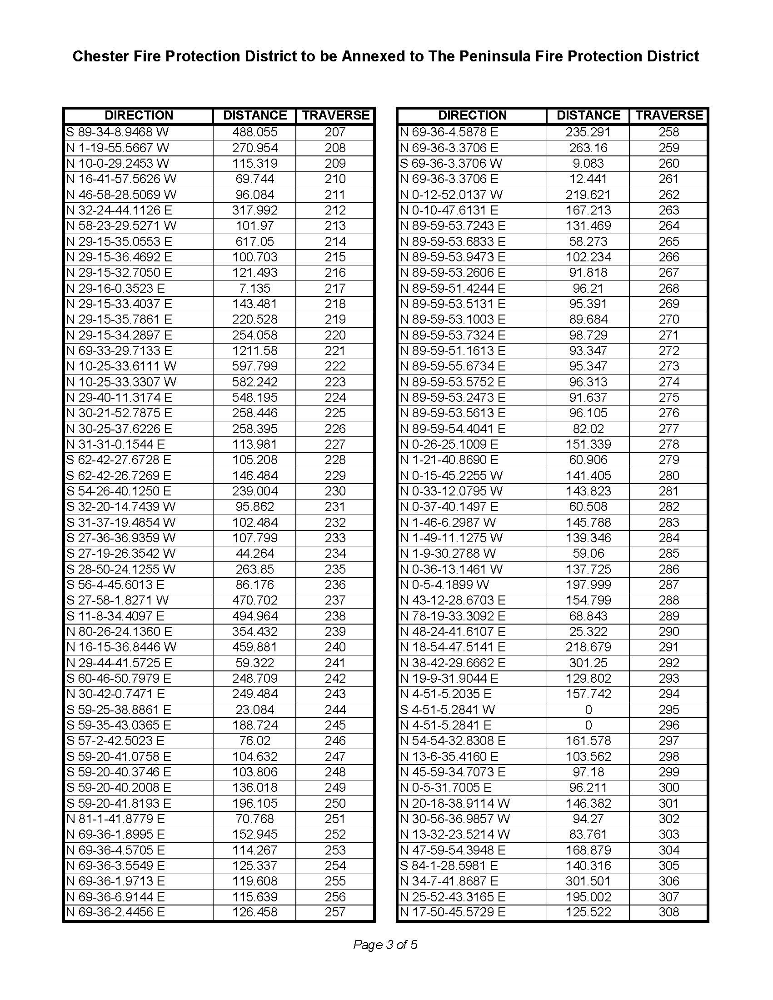 Chester Fire Protection District to be Annexed to The Peninsula Fire Protection District
DIRECTION DISTANCE TRAVERSE
S 89-34-8.9468 W 488.055 207
N 1-19-55.5667 W 270.954 208
N 10-0-29.2453 W 115.319 209
N 16-41-57.5626 W 69.744 210
N 46-58-28.5069 W 96.084 211
N 32-24-44.1126 E 317.992 212
N 58-23-29.5271 W 101.97 213
N 29-15-35.0553 E 617.05 214
N 29-15-36.4692 E 100.703 215
N 29-15-32.7050 E 121.493 216
N 29-16-0.3523 E 7.135 217
N 29-15-33.4037 E 143.481 218
N 29-15-35.7861 E 220.528 219
N 29-15-34.2897 E 254.058 220
N 69-33-29.7133 E 1211.58 221
N 10-25-33.6111 W 597.799 222
N 10-25-33.3307 W 582.242 223
N 29-40-11.3174 E 548.195 224
N 30-21-52.7875 E 258.446 225
N 30-25-37.6226 E 258.395 226
N 31-31-0.1544 E 113.981 227
S 62-42-27.6728 E 105.208 228
S 62-42-26.7269 E 146.484 229
S 54-26-40.1250 E 239.004 230
S 32-20-14.7439 W 95.862 231
S 31-37-19.4854 W 102.484 232
S 27-36-36.9359 W 107.799 233
S 27-19-26.3542 W 44.264 234
S 28-50-24.1255 W 263.85 235
S 56-4-45.6013 E 86.176 236
S 27-58-1.8271 W 470.702 237
S 11-8-34.4097 E 494.964 238
N 80-26-24.1360 E 354.432 239
N 16-15-36.8446 W 459.881 240
N 29-44-41.5725 E 59.322 241
S 60-46-50.7979 E 248.709 242
N 30-42-0.7471 E 249.484 243
S 59-25-38.8861 E 23.084 244
S 59-35-43.0365 E 188.724 245
S 57-2-42.5023 E 76.02 246
S 59-20-41.0758 E 104.632 247
S 59-20-40.3746 E 103.806 248
S 59-20-40.2008 E 136.018 249
S 59-20-41.8193 E 196.105 250
N 81-1-41.8779 E 70.768 251
N 69-36-1.8995 E 152.945 252
N 69-36-4.5705 E 114.267 253
N 69-36-3.5549 E 125.337 254
N 69-36-1.9713 E 119.608 255
N 69-36-6.9144 E 115.639 256
N 69-36-2.4456 E 126.458 257
DIRECTION DISTANCE TRAVERSE
N 69-36-4.5878 E 235.291 258
N 69-36-3.3706 E 263.16 259
S 69-36-3.3706 W 9.083 260
N 69-36-3.3706 E 12.441 261
N 0-12-52.0137 W 219.621 262
N 0-10-47.6131 E 167.213 263
N 89-59-53.7243 E 131.469 264
N 89-59-53.6833 E 58.273 265
N 89-59-53.9473 E 102.234 266
N 89-59-53.2606 E 91.818 267
N 89-59-51.4244 E 96.21 268
N 89-59-53.5131 E 95.391 269
N 89-59-53.1003 E 89.684 270
N 89-59-53.7324 E 98.729 271
N 89-59-51.1613 E 93.347 272
N 89-59-55.6734 E 95.347 273
N 89-59-53.5752 E 96.313 274
N 89-59-53.2473 E 91.637 275
N 89-59-53.5613 E 96.105 276
N 89-59-54.4041 E 82.02 277
N 0-26-25.1009 E 151.339 278
N 1-21-40.8690 E 60.906 279
N 0-15-45.2255 W 141.405 280
N 0-33-12.0795 W 143.823 281
N 0-37-40.1497 E 60.508 282
N 1-46-6.2987 W 145.788 283
N 1-49-11.1275 W 139.346 284
N 1-9-30.2788 W 59.06 285
N 0-36-13.1461 W 137.725 286
N 0-5-4.1899 W 197.999 287
N 43-12-28.6703 E 154.799 288
N 78-19-33.3092 E 68.843 289
N 48-24-41.6107 E 25.322 290
N 18-54-47.5141 E 218.679 291
N 38-42-29.6662 E 301.25 292
N 19-9-31.9044 E 129.802 293
N 4-51-5.2035 E 157.742 294
S 4-51-5.2841 W 0 295
N 4-51-5.2841 E 0 296
N 54-54-32.8308 E 161.578 297
N 13-6-35.4160 E 103.562 298
N 45-59-34.7073 E 97.18 299
N 0-5-31.7005 E 96.211 300
N 20-18-38.9114 W 146.382 301
N 30-56-36.9857 W 94.27 302
N 13-32-23.5214 W 83.761 303
N 47-59-54.3948 E 168.879 304
S 84-1-28.5981 E 140.316 305
N 34-7-41.8687 E 301.501 306
N 25-52-43.3165 E 195.002 307
N 17-50-45.5729 E 125.522 308
Page 3 of 5